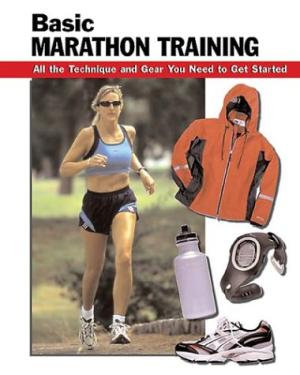 Basic
MARATHON TRAINING
All the Technique and Gear You Need to Get Started